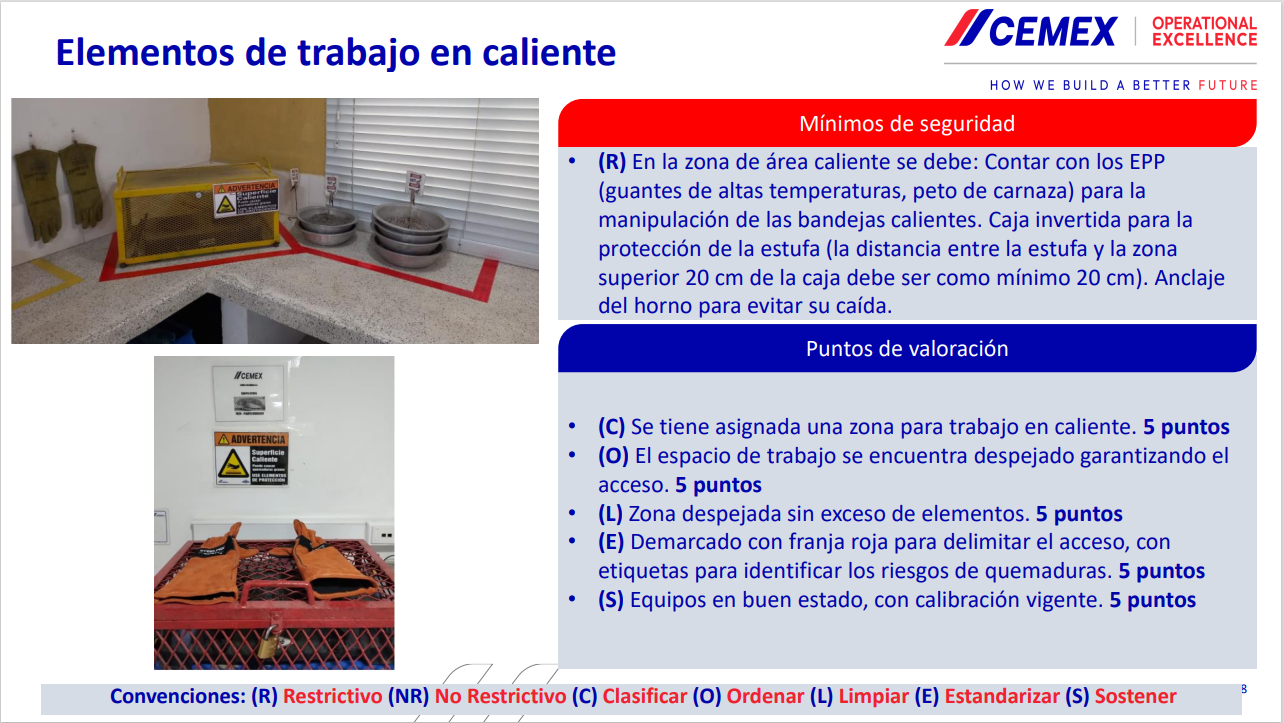 Elementos de trabajo en caliente
CEMEX
OPERATIONAL
EXCELLENCE
HOW WE BUILD A BETTER FUTURE
ADVERTENCIA
Superficie
Caliente
Mínimos de seguridad
• (R) En la zona de área caliente se debe: Contar con los EPP
(guantes de altas temperaturas, peto de carnaza) para la
manipulación de las bandejas calientes. Caja invertida para la
protección de la estufa (la distancia entre la estufa y la zona
superior 20 cm de la caja debe ser como mínimo 20 cm). Anclaje
del horno para evitar su caída.
CEMEX
ADVERTENCIA
Superficie
Caliente
Puede causar
quemaduras graves
USE ELEMENTOS
DE PROTECCIÓN
Puntos de valoración
• (C) Se tiene asignada una zona para trabajo en caliente. 5 puntos
• (O) El espacio de trabajo se encuentra despejado garantizando el
acceso. 5 puntos
• (L) Zona despejada sin exceso de elementos. 5 puntos
• (E) Demarcado con franja roja para delimitar el acceso, con
etiquetas para identificar los riesgos de quemaduras. 5 puntos
• (S) Equipos en buen estado, con calibración vigente. 5 puntos
Convenciones: (R) Restrictivo (NR) No Restrictivo (C) Clasificar (O) Ordenar (L) Limpiar (E) Estandarizar (S) Sostener
8